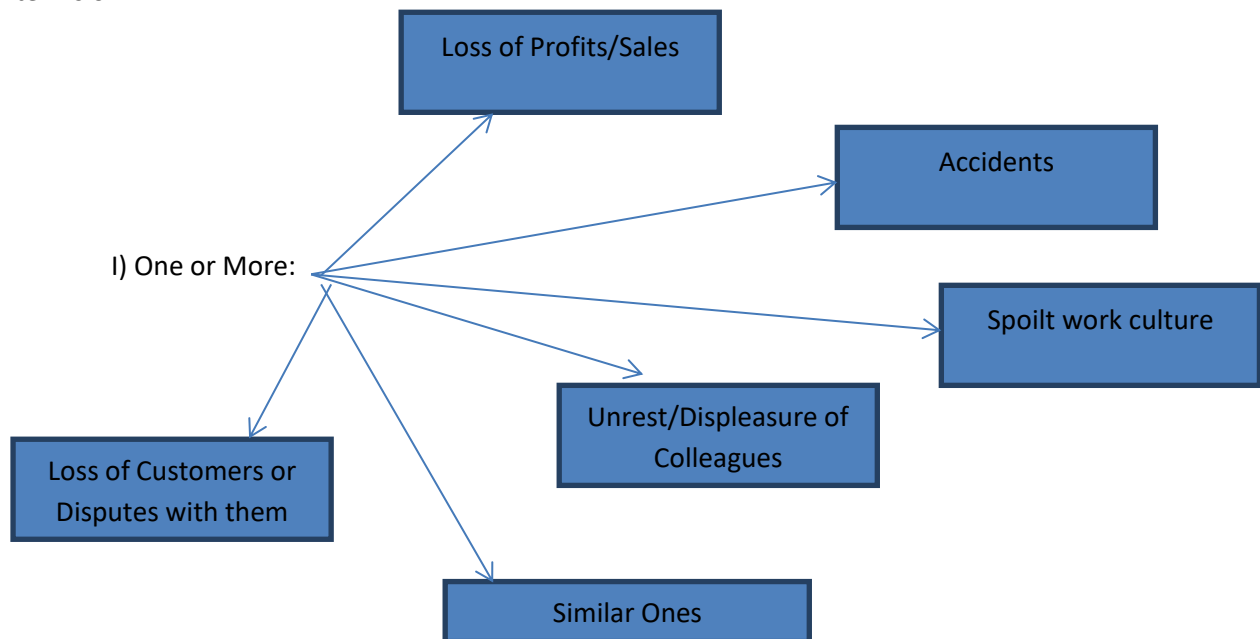 Loss of Profits/Sales
Accidents
I) One or More:
Spoilt work culture
Unrest/Displeasure of
Colleagues
Loss of Customers or
Disputes with them
Similar Ones